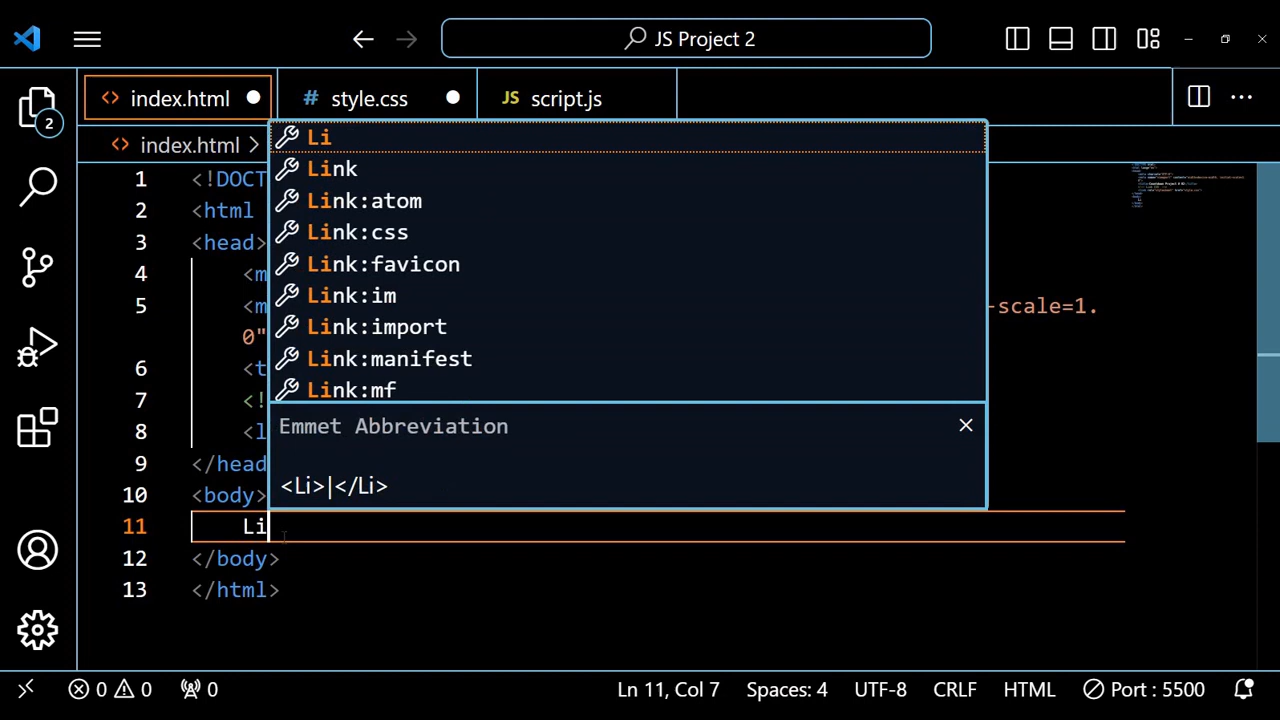 JS Project 2
index.html
# style.css
JS script.js
2
index.html
1 <!DOCT
2 <html
3 <head>
4 <m
5 <m
-scale=1.
0"
6 <t
7 <!
8 <l
9 </head
10 <body>
11 Li
12 </body>
13 </html>
Li
Link
Link:atom
Link:css
Link:favicon
Link:im
Link:import
Link:manifest
Link:mf
Emmet Abbreviation
<Li>|</Li>
0 0 0
Ln 11, Col 7 Spaces: 4 UTF-8 CRLF HTML Port : 5500